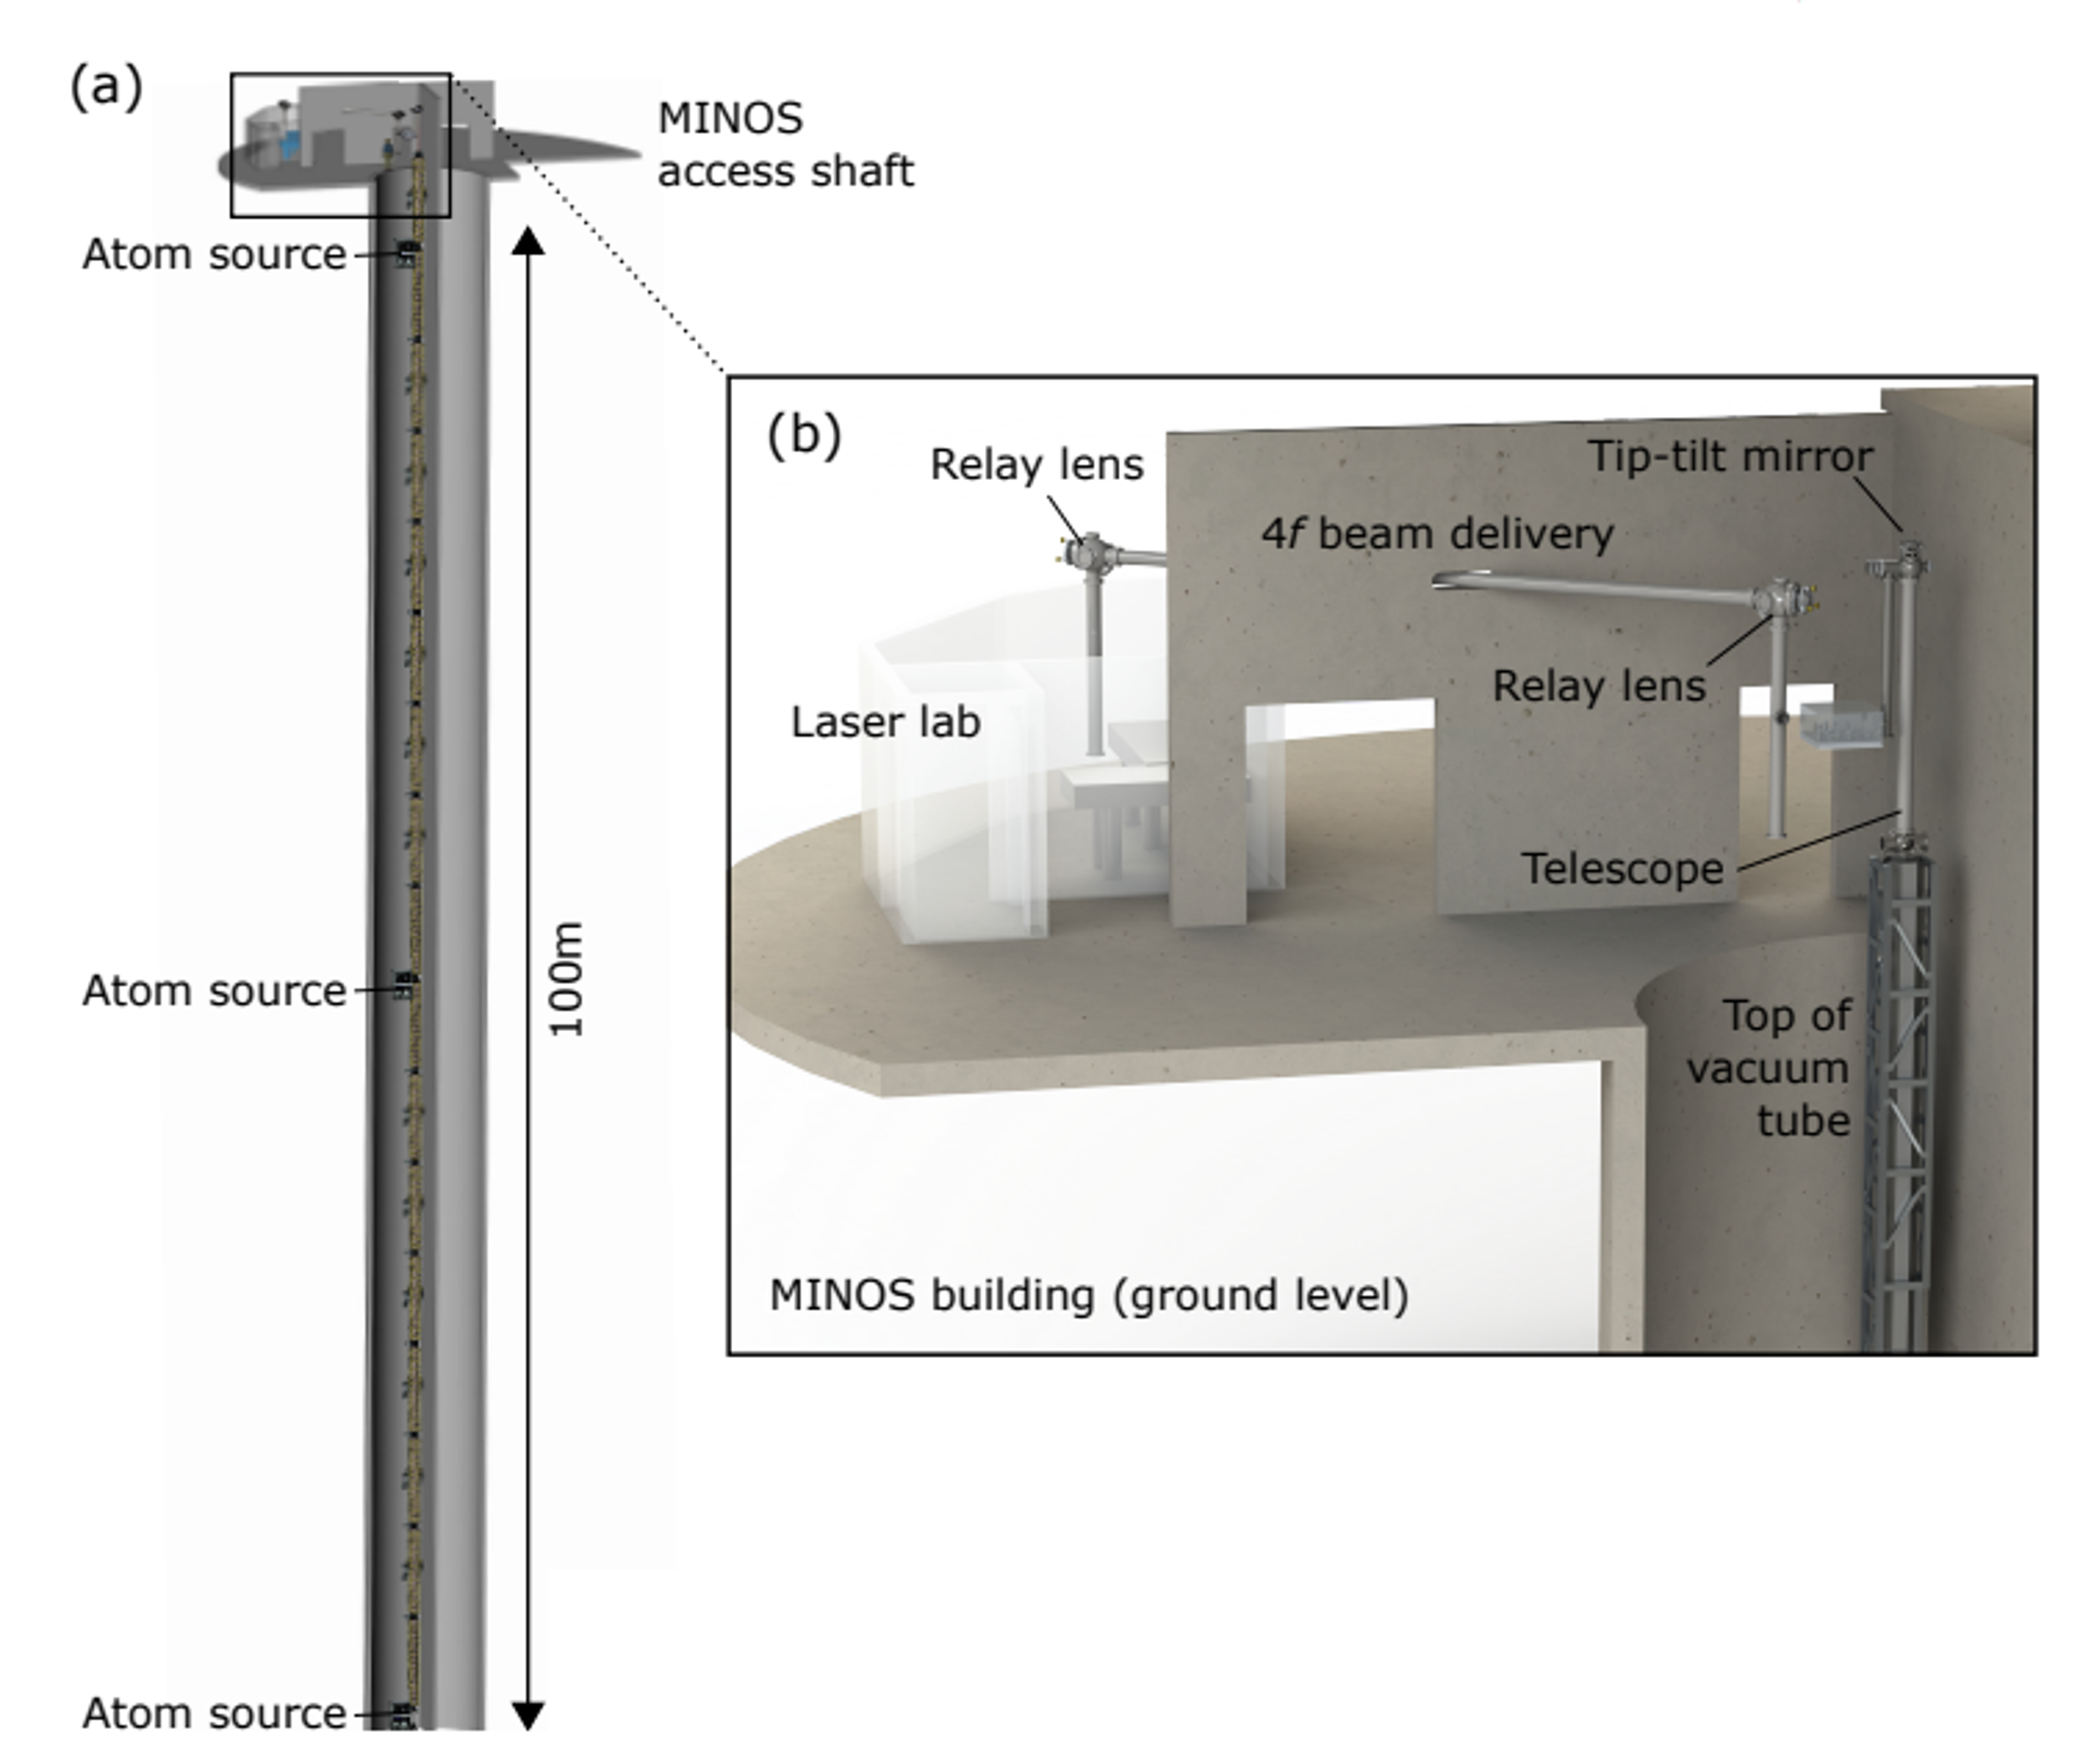 (a)
MINOS
access shaft
Atom source
Atom source
100m
Atom source
(b)
Relay lens
Tip-tilt mirror
4f beam delivery
Relay lens
Laser lab
Telescope
Top of
vacuum
tube
MINOS building (ground level)